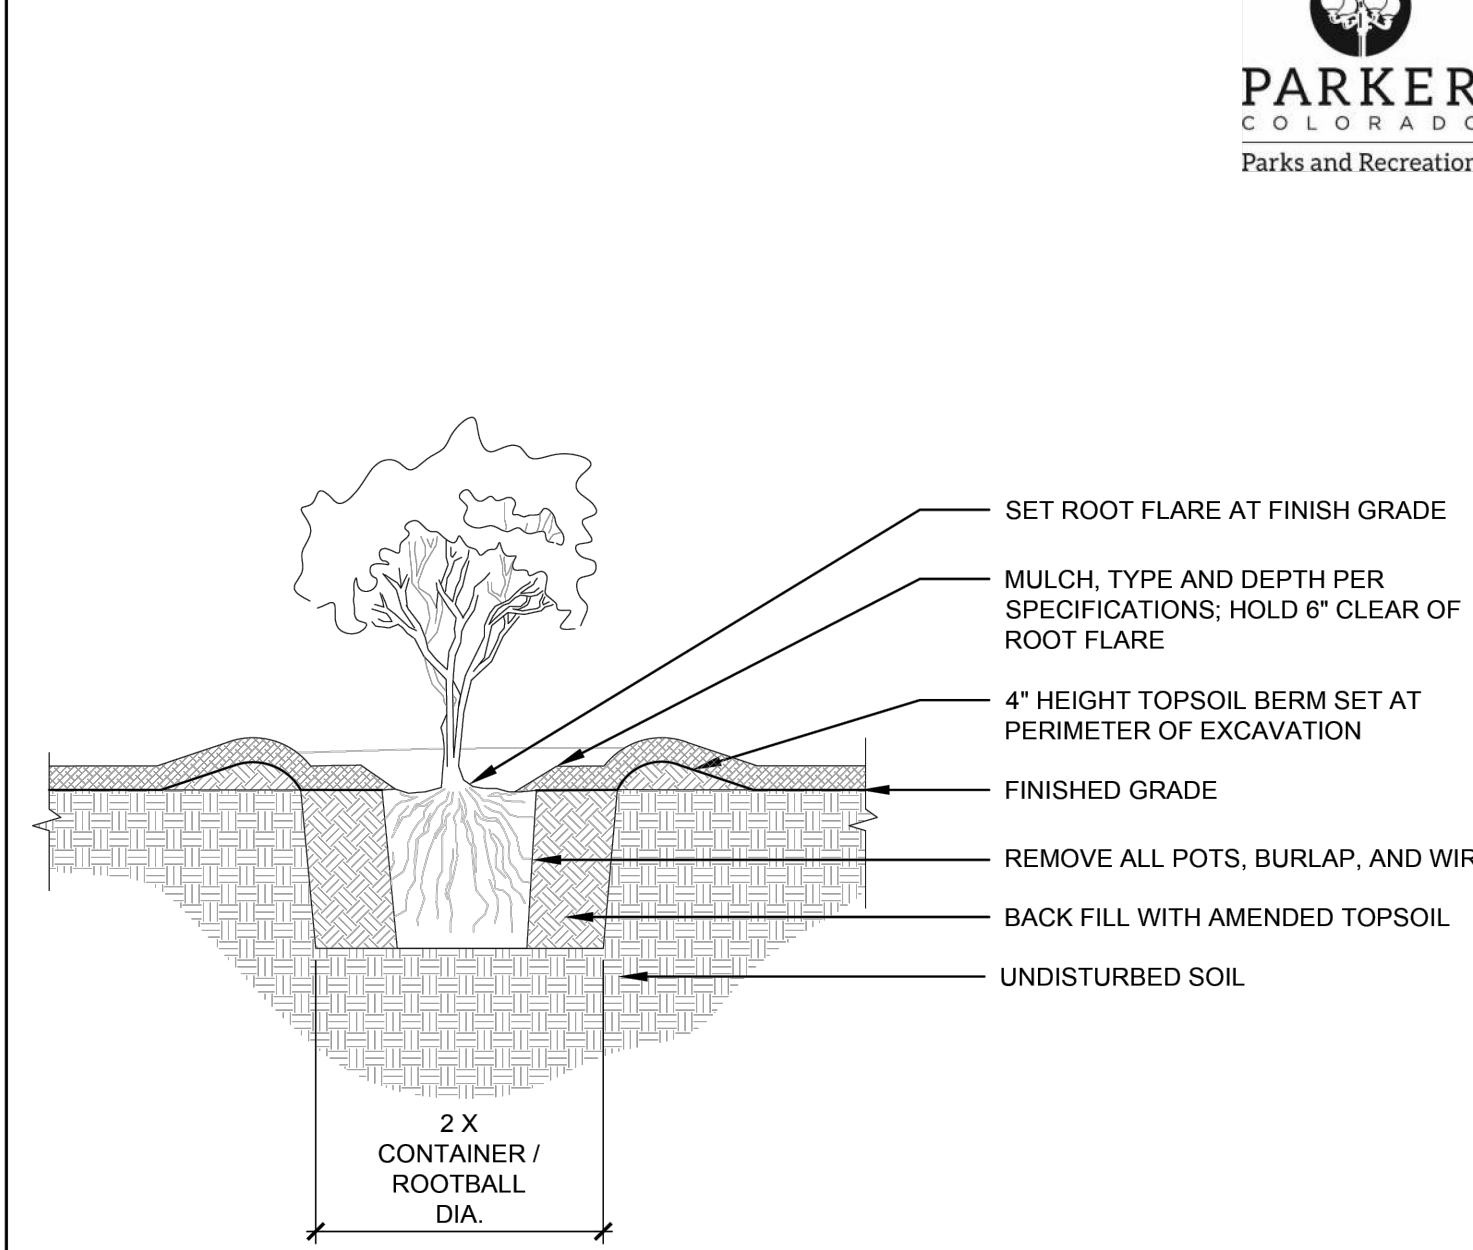 PARKER
COLORADO
Parks and Recreation
SET ROOT FLARE AT FINISH GRADE
MULCH, TYPE AND DEPTH PER
SPECIFICATIONS; HOLD 6" CLEAR OF
ROOT FLARE
4" HEIGHT TOPSOIL BERM SET AT
PERIMETER OF EXCAVATION
FINISHED GRADE
REMOVE ALL POTS, BURLAP, AND
BACK FILL WITH AMENDED TOPSOIL
UNDISTURBED SOIL
2 X
CONTAINER /
ROOTBALL
DIA.